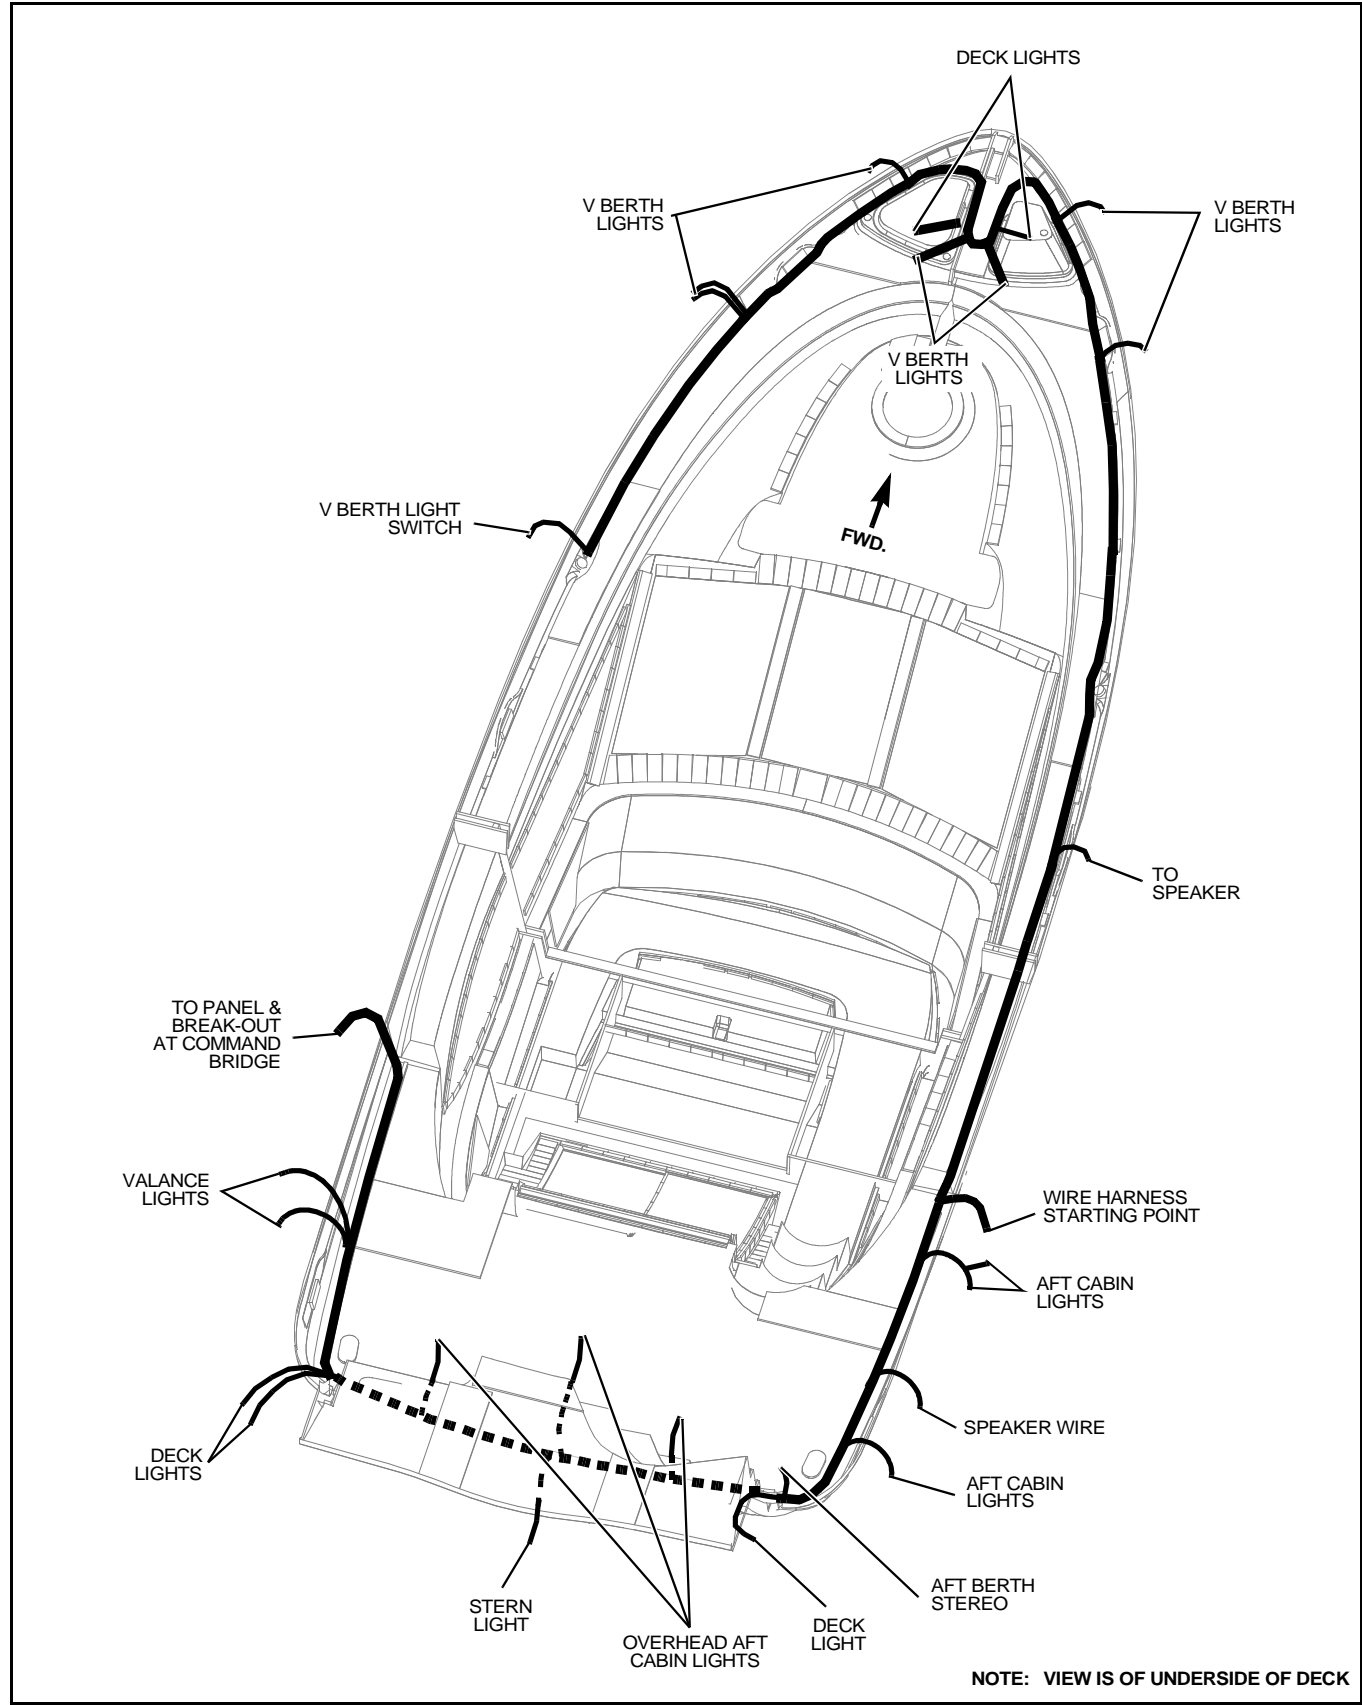 DECK LIGHTS
V BERTH
LIGHTS
V BERTH
LIGHTS
V BERTH
LIGHTS
V BERTH LIGHT
SWITCH
FWD.
TO
SPEAKER
TO PANEL &
BREAK-OUT
AT COMMAND
BRIDGE
VALANCE
LIGHTS
WIRE HARNESS
STARTING POINT
AFT CABIN
LIGHTS
SPEAKER WIRE
DECK
LIGHTS
AFT CABIN
LIGHTS
AFT BERTH
STEREO
STERN
LIGHT
DECK
LIGHT
OVERHEAD AFT
CABIN LIGHTS
NOTE: VIEW IS OF UNDERSIDE OF DECK